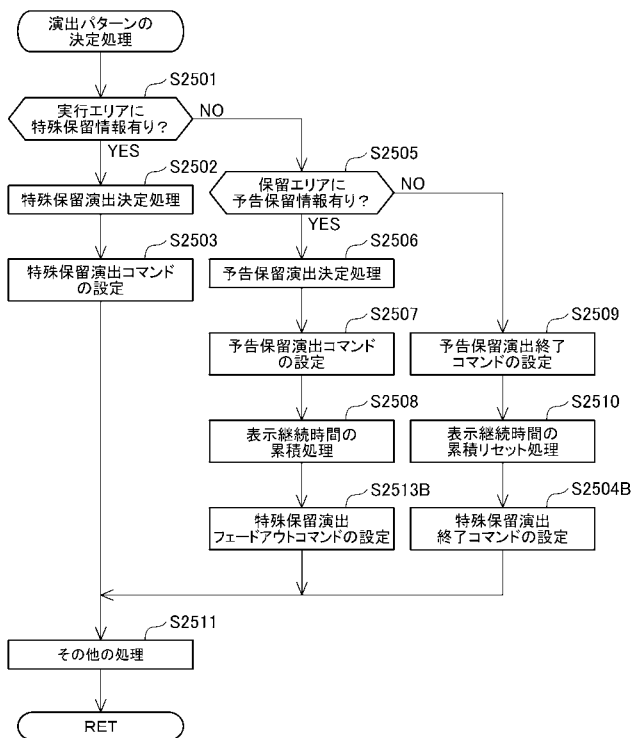 演出パターンの
決定処理
S2501
実行エリアに
特殊保留情報有り？
NO
YES
S2502
特殊保留演出決定処理
S2503
特殊保留演出コマンド
の設定
S2505
保留エリアに
予告保留情報有り？
NO
YES
S2506
予告保留演出決定処理
S2507
予告保留演出コマンド
の設定
S2508
表示継続時間の
累積処理
S2513B
特殊保留演出
フェードアウトコマンドの設定
S2509
予告保留演出終了
コマンドの設定
S2510
表示継続時間の
累積リセット処理
S2504B
特殊保留演出
終了コマンドの設定
S2511
その他の処理
RET